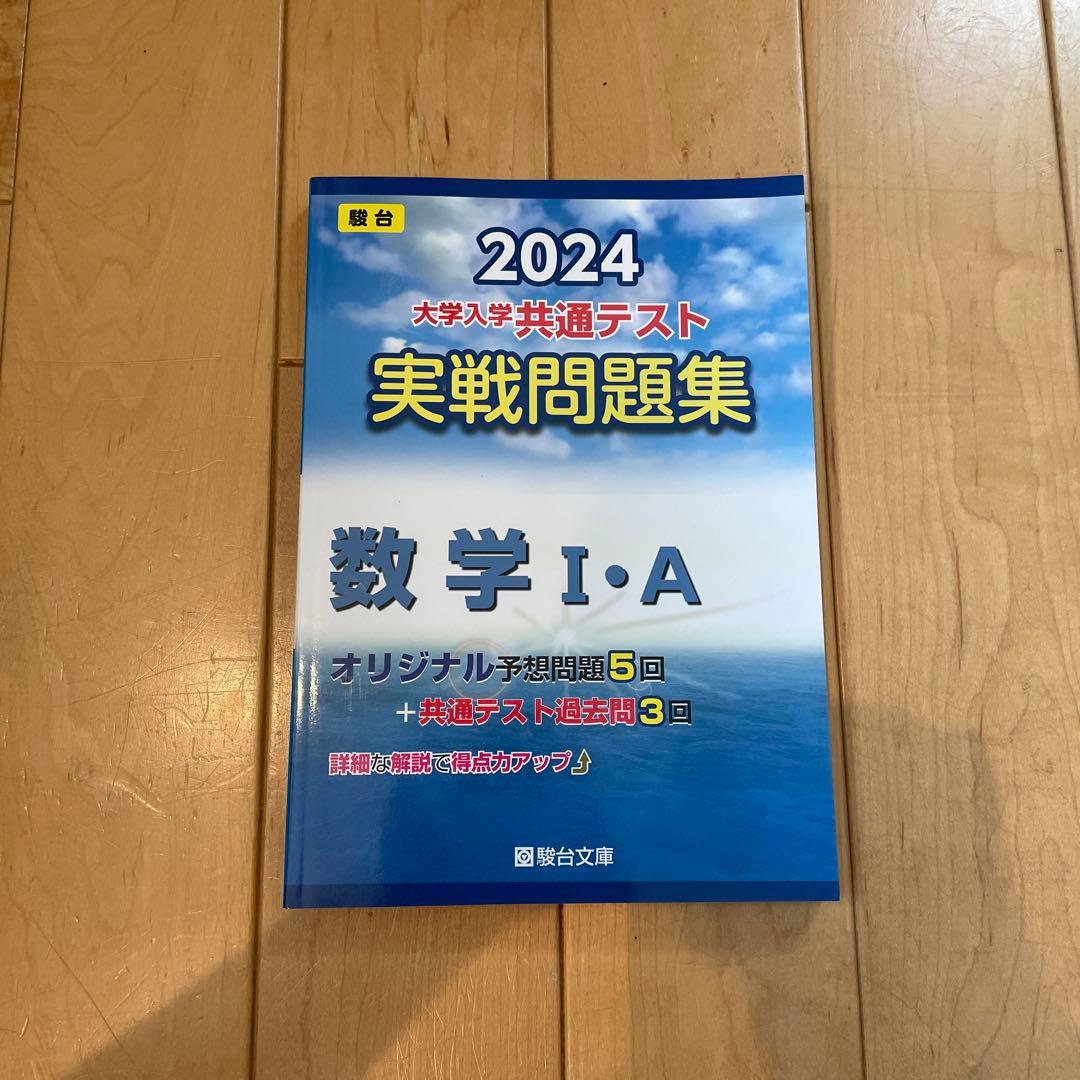 駿台
2024
大学入学共通テスト
実戦問題集
数学 I・A
オリジナル予想問題5回
+共通テスト過去問3回
詳細な解説で得点力アップ
駿台文庫